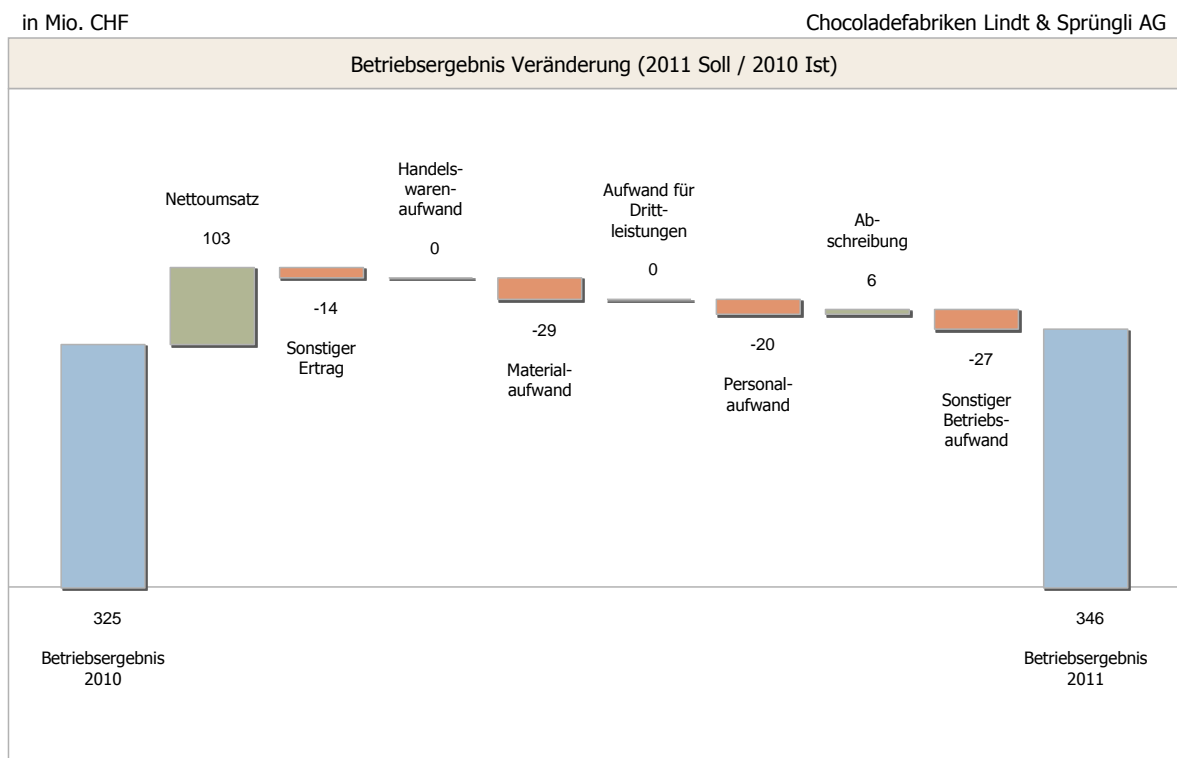 in Mio. CHF
Chocoladefabriken Lindt & Sprüngli AG
Betriebsergebnis Veränderung (2011 Soll / 2010 Ist)
325
Betriebsergebnis
2010
Nettoumsatz
103
-14
Sonstiger
Ertrag
Handels-
waren-
aufwand
0
-29
Material-
aufwand
Aufwand für
Dritt-
leistungen
0
-20
Personal-
aufwand
Ab-
schreibung
6
-27
Sonstiger
Betriebs-
aufwand
346
Betriebsergebnis
2011